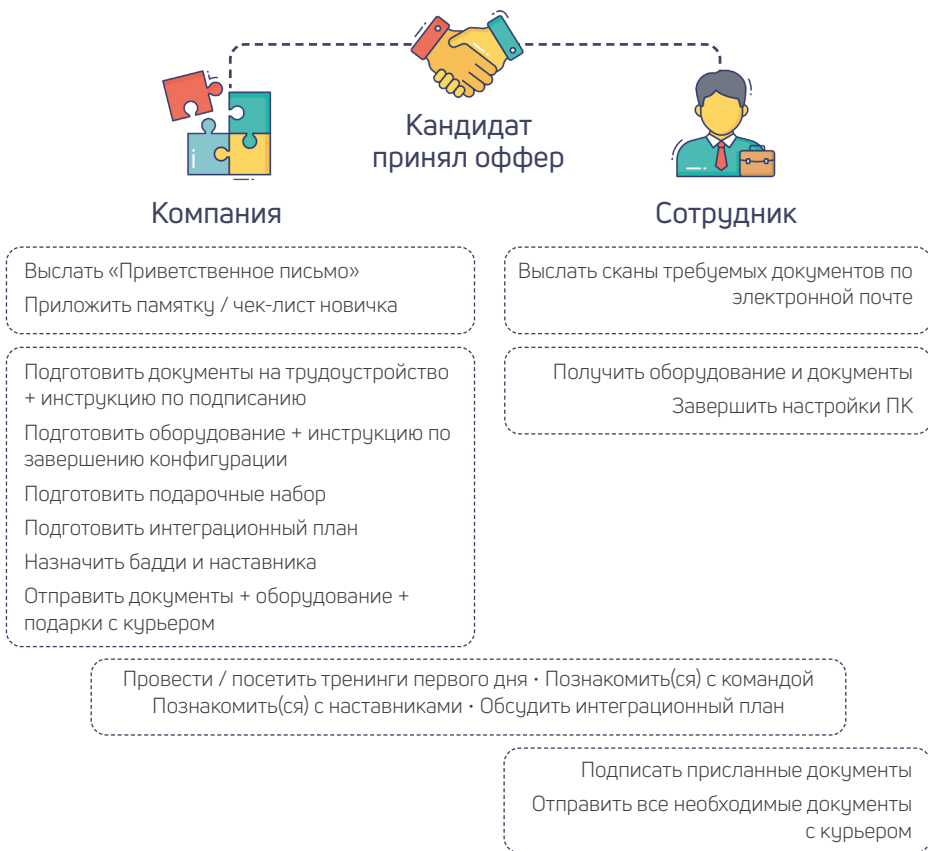 Кандидат
принял оффер
Компания
Сотрудник
Выслать «Приветственное письмо»
Приложить памятку / чек-лист новичка
Выслать сканы требуемых документов по
электронной почте
Подготовить документы на трудоустройство
+ инструкцию по подписанию
Подготовить оборудование + инструкцию по
завершению конфигурации
Подготовить подарочные набор
Подготовить интеграционный план
Назначить бадди и наставника
Отправить документы + оборудование +
подарки с курьером
Получить оборудование и документы
Завершить настройки ПК
Провести / посетить тренинги первого дня · Познакомить(ся) с командой
Познакомить(ся) с наставниками · Обсудить интеграционный план
Подписать присланные документы
Отправить все необходимые документы
с курьером